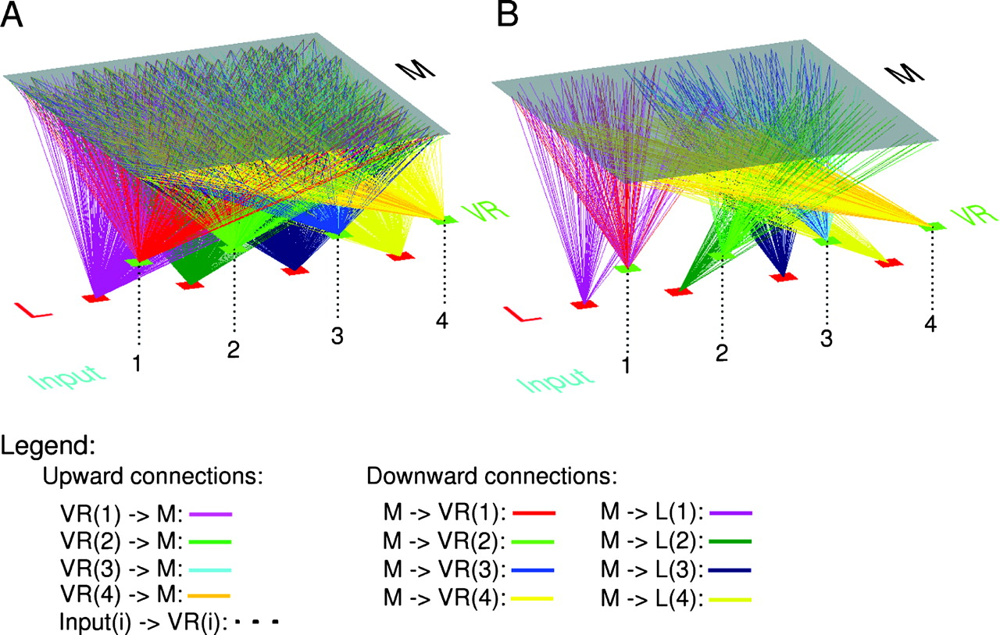 A
B
M
M
VR
VR
L
L
1
2
3
4
1
2
3
4
Input
Input
Legend:
Upward connections:
Downward connections:
VR(1) -> M:
M -> VR(1):
M -> L(1):
VR(2) -> M:
M -> VR(2):
M -> L(2):
VR(3) -> M:
M -> VR(3):
M -> L(3):
VR(4) -> M:
M -> VR(4):
M -> L(4):
Input(i) -> VR(i):